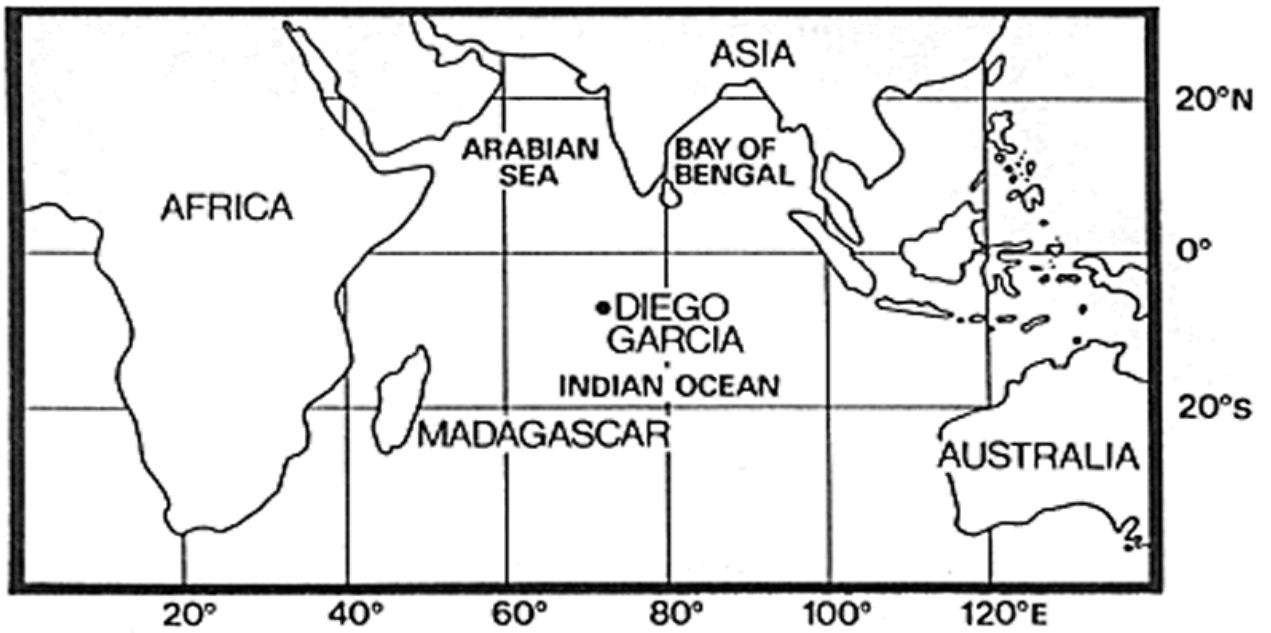 ASIA
20°N
ARABIAN
SEA
BAY OF
BENGAL
AFRICA
0°
DIEGO
GARCIA
INDIAN OCEAN
20°S
MADAGASCAR
AUSTRALIA
20° 40° 60° 80° 100° 120°E